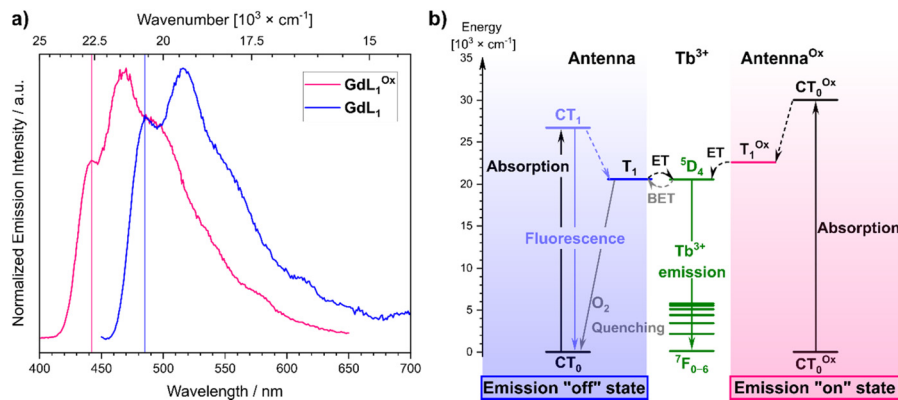 a)
Wavenumber [10³ × cm⁻¹]
25 22.5 20 17.5 15
Normalized Emission Intensity / a.u.
GdL₁ᴼˣ
GdL₁
400 450 500 550 600 650 700
Wavelength / nm
b)
Energy
[10³ × cm⁻¹]
Antenna Tb³⁺ Antennaᴼˣ
35
30
25
20
15
10
5
0
CT₁
CT₀ᴼˣ
T₁ᴼˣ
ET
ET
T₁
⁵D₄
BET
Absorption
Fluorescence
Tb³⁺
emission
Absorption
O₂
Quenching
CT₀
⁷F₀₋₆
CT₀ᴼˣ
Emission "off" state
Emission "on" state